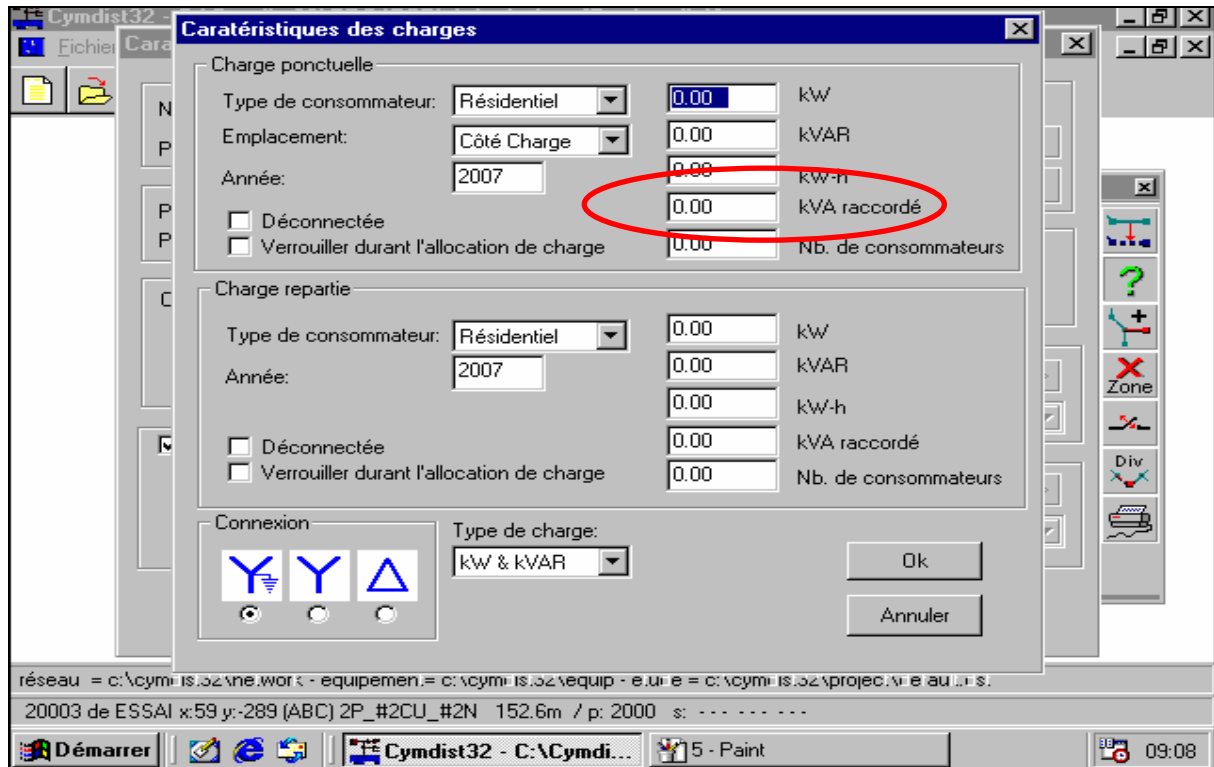 Cymdist32 -
Caratéristiques des charges
Fichier
Cara
Charge ponctuelle
Type de consommateur: Résidentiel 0.00 kW
Emplacement: Côté Charge 0.00 kVAR
Année: 2007 0.00 kW-h
0.00 kVA raccordé
Déconnectée
Verrouiller durant l'allocation de charge 0.00 Nb. de consommateurs
N
P
P
P
C
Charge repartie
Type de consommateur: Résidentiel 0.00 kW
Année: 2007 0.00 kVAR
0.00 kW-h
Déconnectée 0.00 kVA raccordé
Verrouiller durant l'allocation de charge 0.00 Nb. de consommateurs
Connexion
Type de charge:
kW & kVAR
Ok
Annuler
?
Zone
Div
réseau = c:\cym
20003 de ESSAI x:59 y:-289 (ABC) 2P_#2CU_#2N 152.6m / p: 2000 s: --- --- ---
Démarrer Cymdist32 - C:\Cymdi... 5 - Paint 09:08